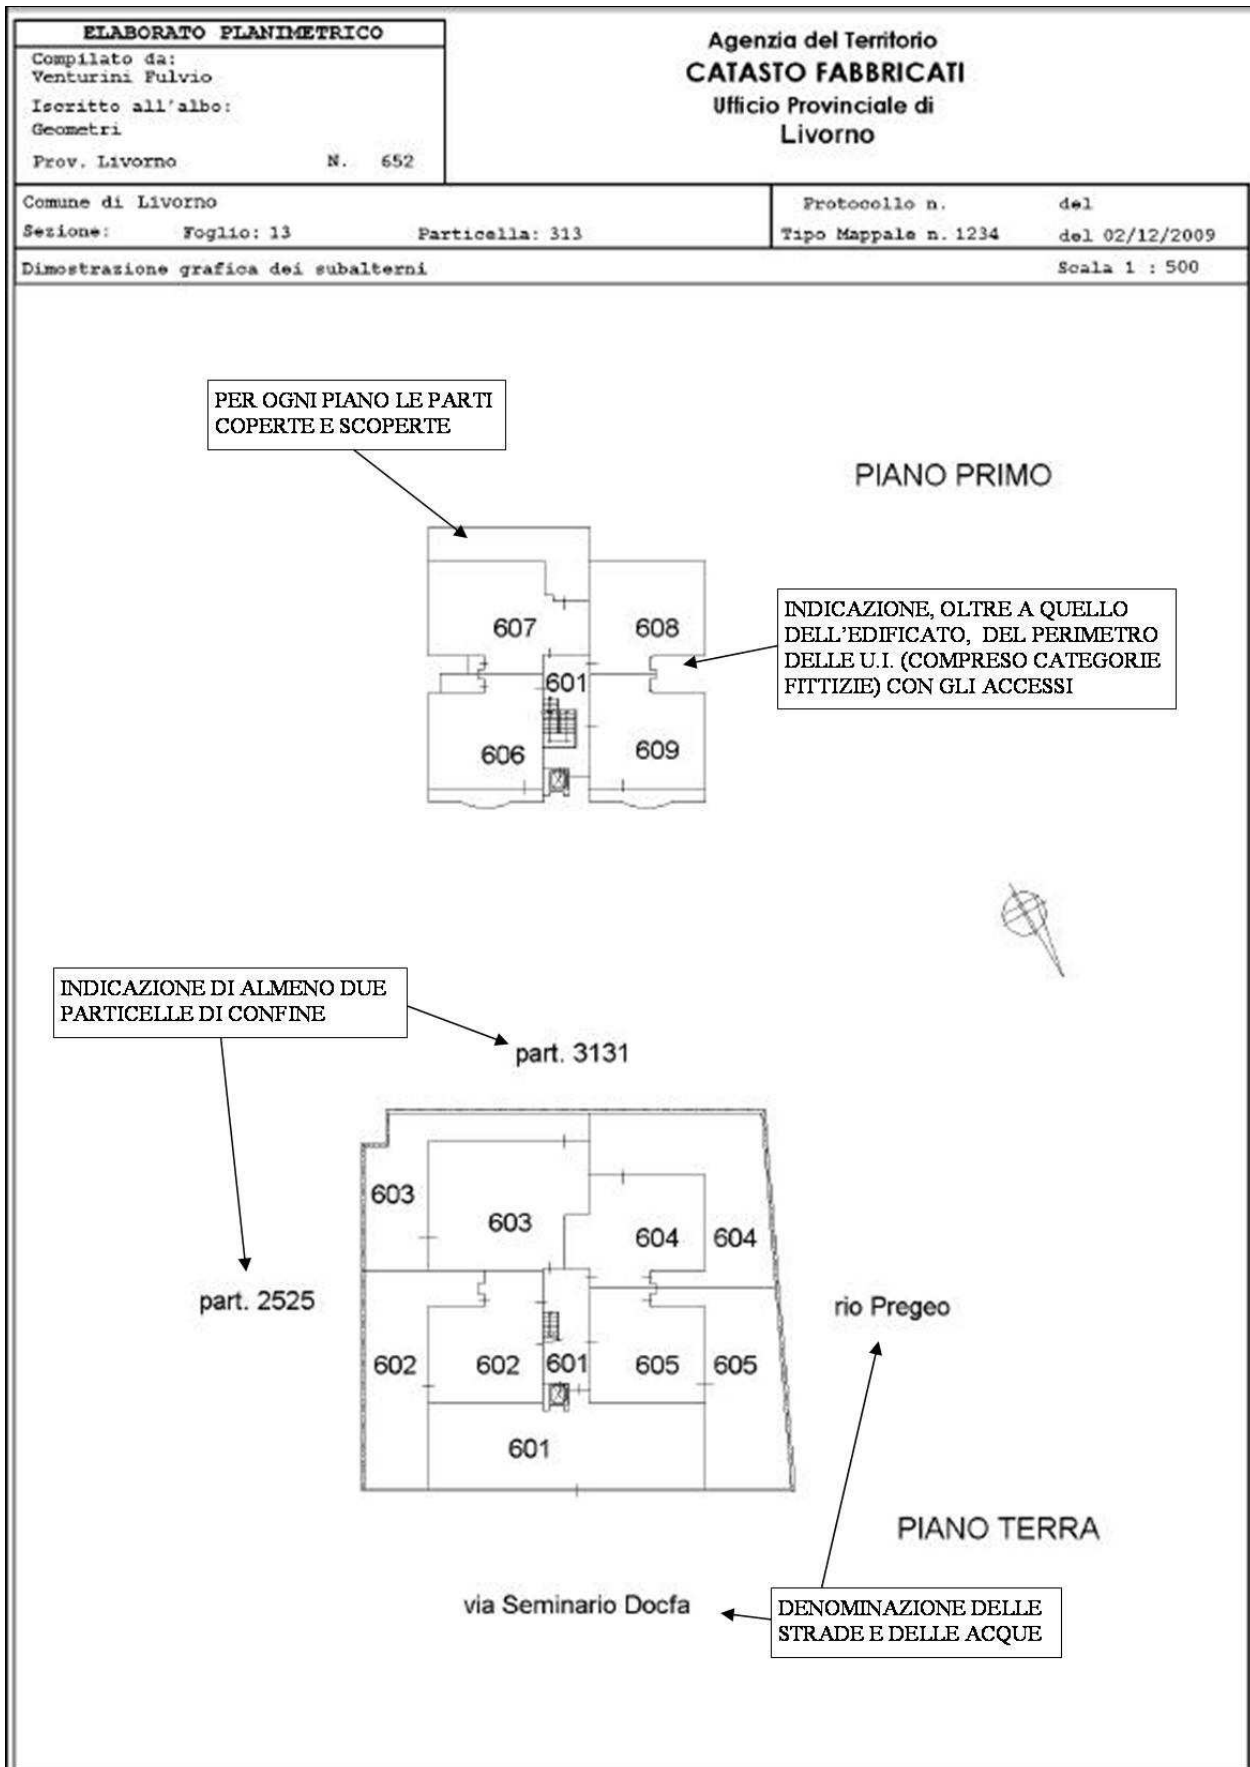 ELABORATO PLANIMETRICO
Compilato da:
Venturini Fulvio
Iscritto all'albo:
Geometri
Prov. Livorno N. 652
Agenzia del Territorio
CATASTO FABBRICATI
Ufficio Provinciale di
Livorno
Comune di Livorno
Sezione: Foglio: 13 Particella: 313
Protocollo n. del
Tipo Mappale n. 1234 del 02/12/2009
Dimostrazione grafica dei subalterni Scala 1 : 500
PER OGNI PIANO LE PARTI
COPERTE E SCOPERTE
PIANO PRIMO
INDICAZIONE, OLTRE A QUELLO
DELL'EDIFICATO, DEL PERIMETRO
DELLE U.I. (COMPRESO CATEGORIE
FITTIZIE) CON GLI ACCESSI
607 608
601
606 609
INDICAZIONE DI ALMENO DUE
PARTICELLE DI CONFINE
part. 3131
603
603
604 604
part. 2525
rio Pregeo
602 602 601 605 605
601
PIANO TERRA
via Seminario Docfa
DENOMINAZIONE DELLE
STRADE E DELLE ACQUE